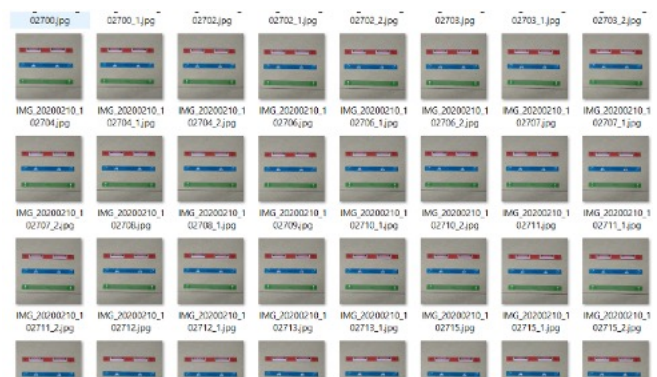 02700.jpg 02700_1.jpg 02702.jpg 02702_1.jpg 02702_2.jpg 02703.jpg 02703_1.jpg 02703_2.jpg
IMG_20200210_1 IMG_20200210_1 IMG_20200210_1 IMG_20200210_1 IMG_20200210_1 IMG_20200210_1 IMG_20200210_1 IMG_20200210_1
02704.jpg 02704_1.jpg 02704_2.jpg 02706.jpg 02706_1.jpg 02706_2.jpg 02707.jpg 02707_1.jpg
IMG_20200210_1 IMG_20200210_1 IMG_20200210_1 IMG_20200210_1 IMG_20200210_1 IMG_20200210_1 IMG_20200210_1 IMG_20200210_1
02707_2.jpg 02708.jpg 02708_1.jpg 02709.jpg 02710_1.jpg 02710_2.jpg 02711.jpg 02711_1.jpg
IMG_20200210_1 IMG_20200210_1 IMG_20200210_1 IMG_20200210_1 IMG_20200210_1 IMG_20200210_1 IMG_20200210_1 IMG_20200210_1
02711_2.jpg 02712.jpg 02712_1.jpg 02713.jpg 02713_1.jpg 02715.jpg 02715_1.jpg 02715_2.jpg